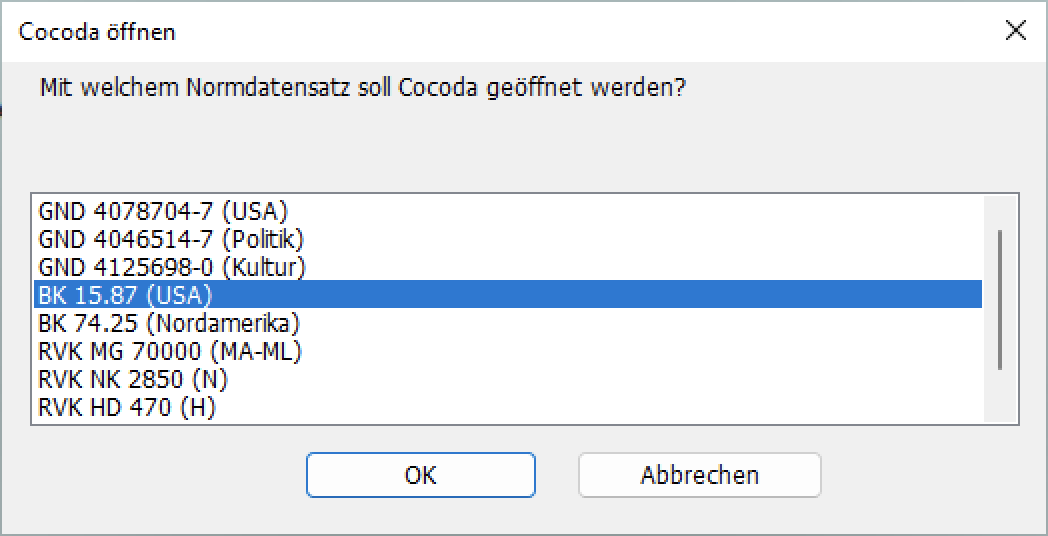 Cocoda öffnen
Mit welchem Normdatensatz soll Cocoda geöffnet werden?
GND 4078704-7 (USA)
GND 4046514-7 (Politik)
GND 4125698-0 (Kultur)
BK 15.87 (USA)
BK 74.25 (Nordamerika)
RVK MG 70000 (MA-ML)
RVK NK 2850 (N)
RVK HD 470 (H)
OK
Abbrechen